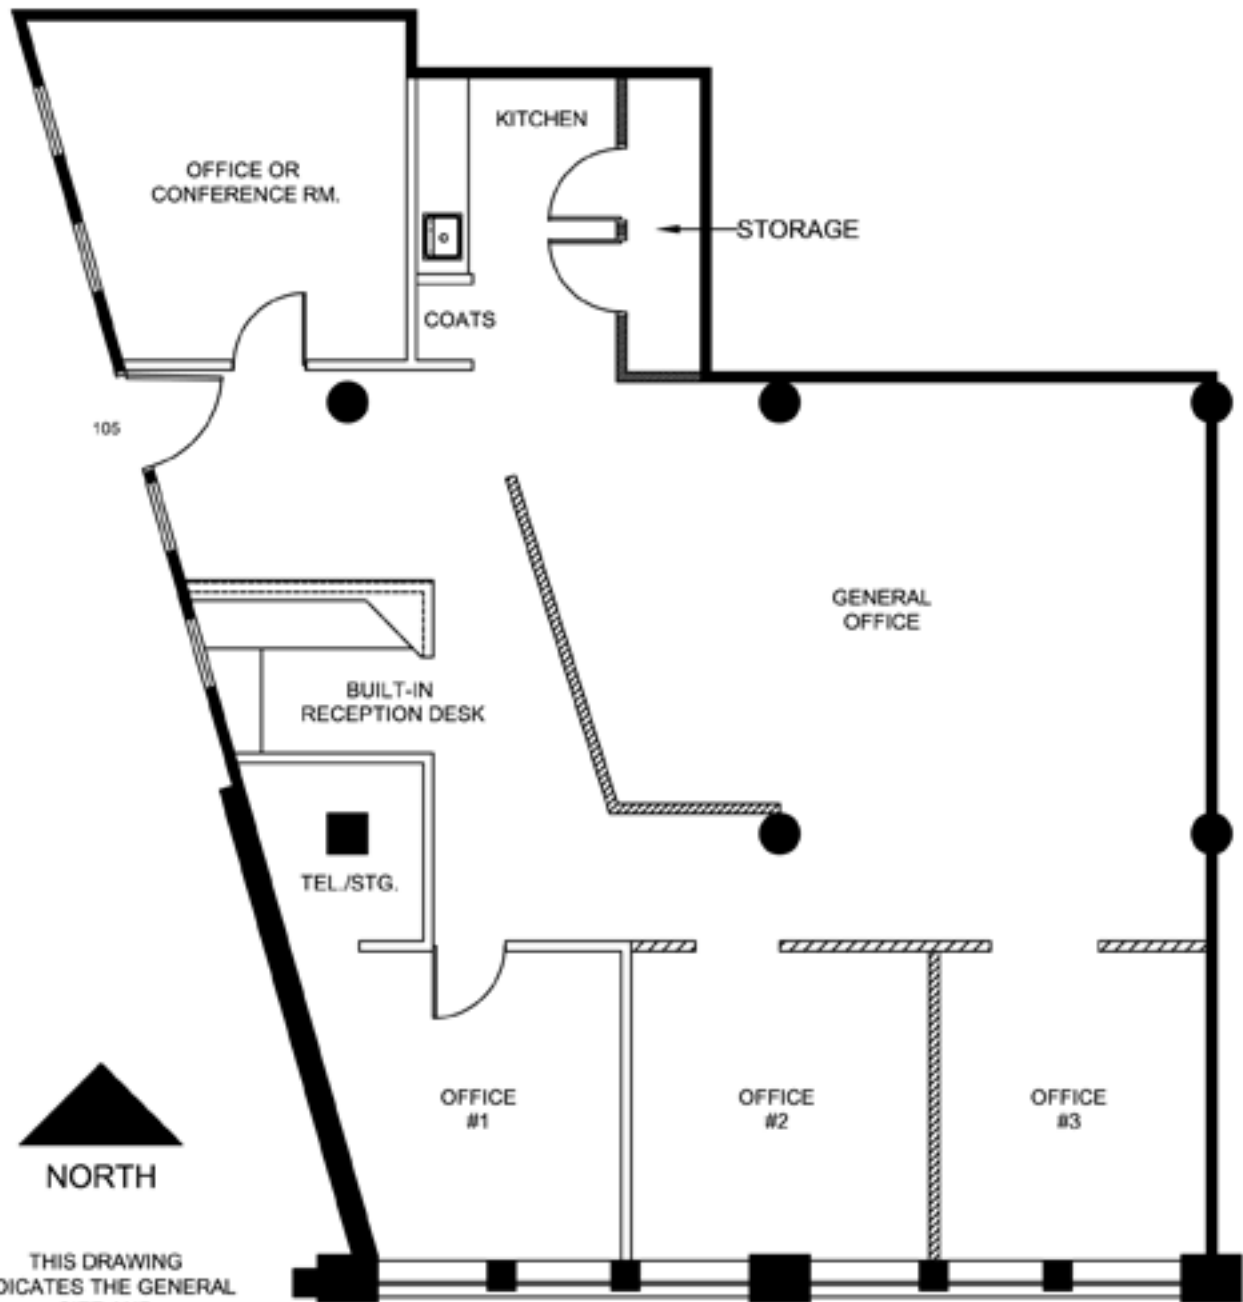 KITCHEN
OFFICE OR
CONFERENCE RM.
STORAGE
COATS
105
GENERAL
OFFICE
BUILT-IN
RECEPTION DESK
TEL./STG.
OFFICE
#1
OFFICE
#2
OFFICE
#3
NORTH
THIS DRAWING
DICATES THE GENERAL